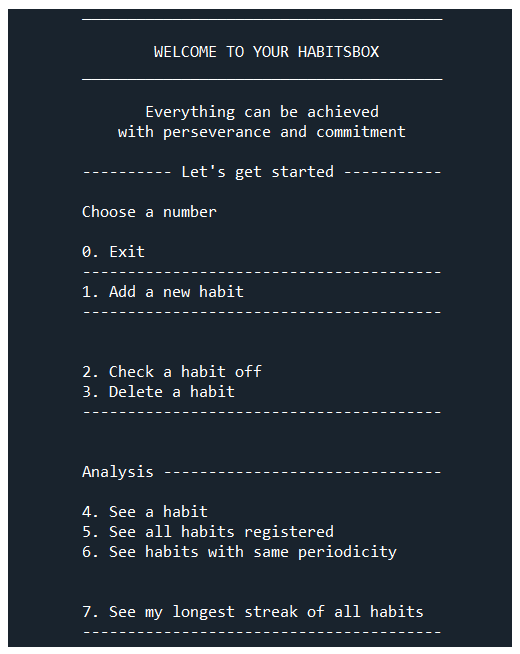 WELCOME TO YOUR HABITSBOX
Everything can be achieved
with perseverance and commitment
---------- Let's get started -----------
Choose a number
0. Exit
----------------------------------------
1. Add a new habit
----------------------------------------
2. Check a habit off
3. Delete a habit
----------------------------------------
Analysis -------------------------------
4. See a habit
5. See all habits registered
6. See habits with same periodicity
7. See my longest streak of all habits
----------------------------------------